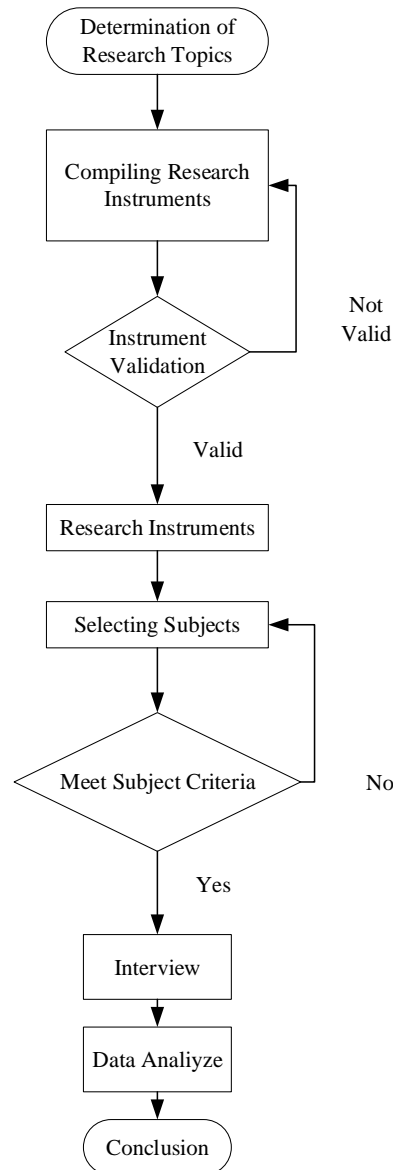 Determination of
Research Topics
Compiling Research
Instruments
Not
Valid
Instrument
Validation
Valid
Research Instruments
Selecting Subjects
Meet Subject Criteria
No
Yes
Interview
Data Analiyze
Conclusion